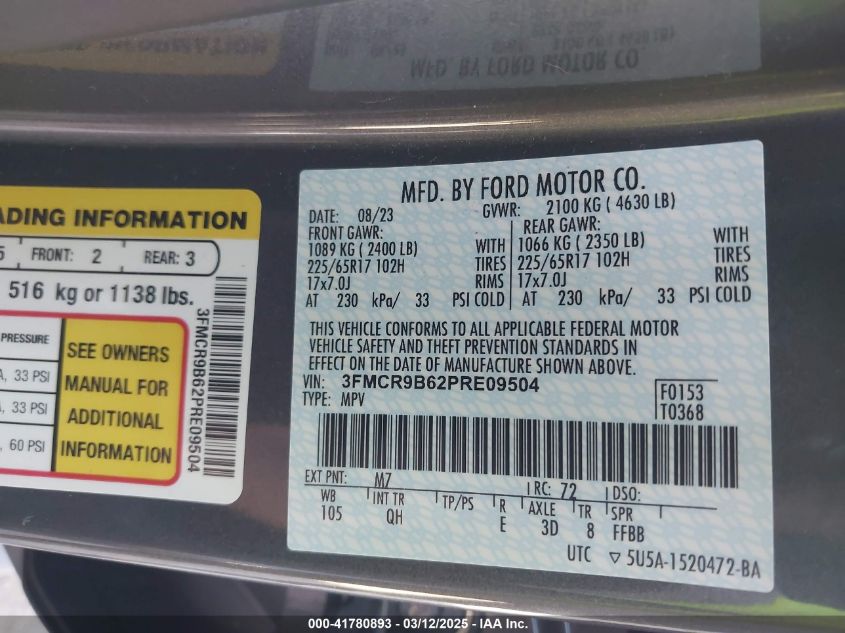 MFD. BY FORD MOTOR CO.
ADING INFORMATION
5 FRONT: 2 REAR: 3
516 kg or 1138 lbs.
PRESSURE
, 33 PSI
, 33 PSI
, 60 PSI
SEE OWNERS
MANUAL FOR
ADDITIONAL
INFORMATION
3FMCR9B62PRE09504
MFD. BY FORD MOTOR CO.
DATE: 08/23 GVWR: 2100 KG ( 4630 LB)
FRONT GAWR: REAR GAWR:
1089 KG ( 2400 LB) WITH 1066 KG ( 2350 LB) WITH
225/65R17 102H TIRES 225/65R17 102H TIRES
17x7.0J RIMS 17x7.0J RIMS
AT 230 kPa/ 33 PSI COLD AT 230 kPa/ 33 PSI COLD
THIS VEHICLE CONFORMS TO ALL APPLICABLE FEDERAL MOTOR
VEHICLE SAFETY AND THEFT PREVENTION STANDARDS IN
EFFECT ON THE DATE OF MANUFACTURE SHOWN ABOVE.
VIN: 3FMCR9B62PRE09504
TYPE: MPV
F0153
T0368
EXT PNT: M7 RC: 72 DSO:
WB INT TR TP/PS R AXLE TR SPR
105 QH E 3D 8 FFBB
UTC ▽ 5U5A-1520472-BA
000-41780893 - 03/12/2025 - IAA Inc.